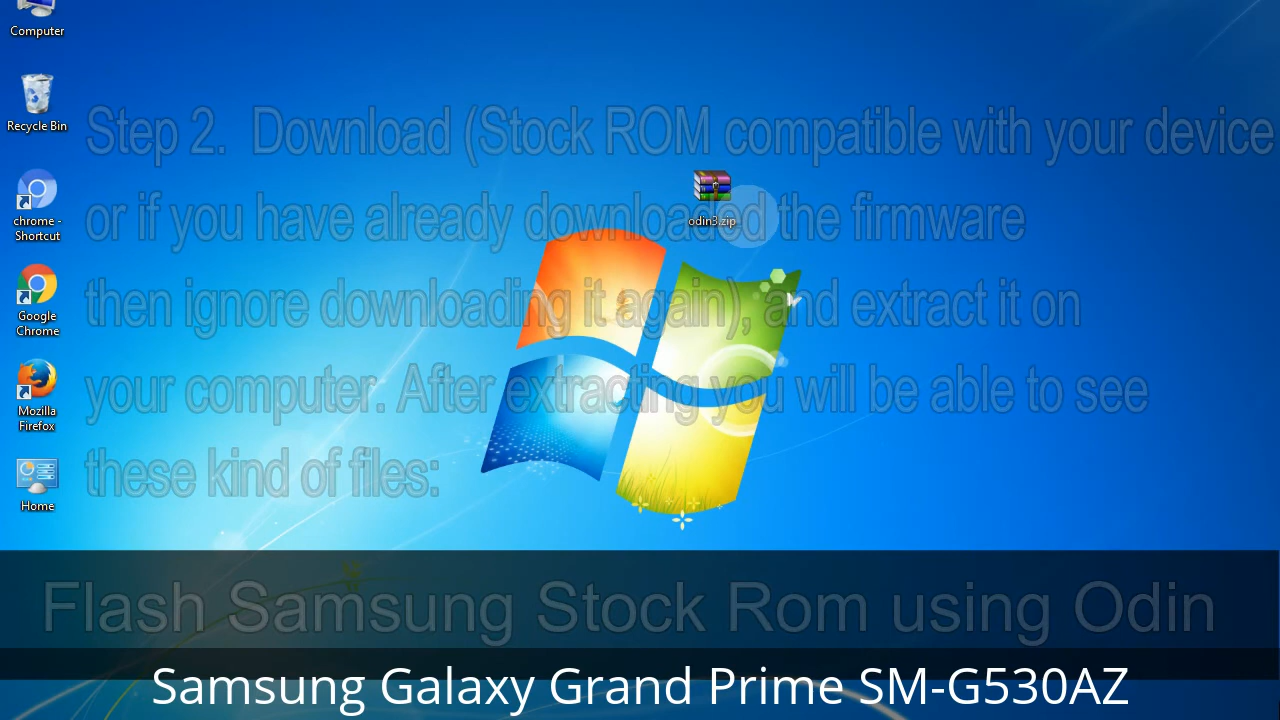 Computer
Recycle Bin
chrome -
Shortcut
Google
Chrome
Mozilla
Firefox
Home
odin3.zip
Step 2. Download (Stock ROM compatible with your device
or if you have already downloaded the firmware
then ignore downloading it again), and extract it on
your computer. After extracting you will be able to see
these kind of files:
Flash Samsung Stock Rom using Odin
Samsung Galaxy Grand Prime SM-G530AZ